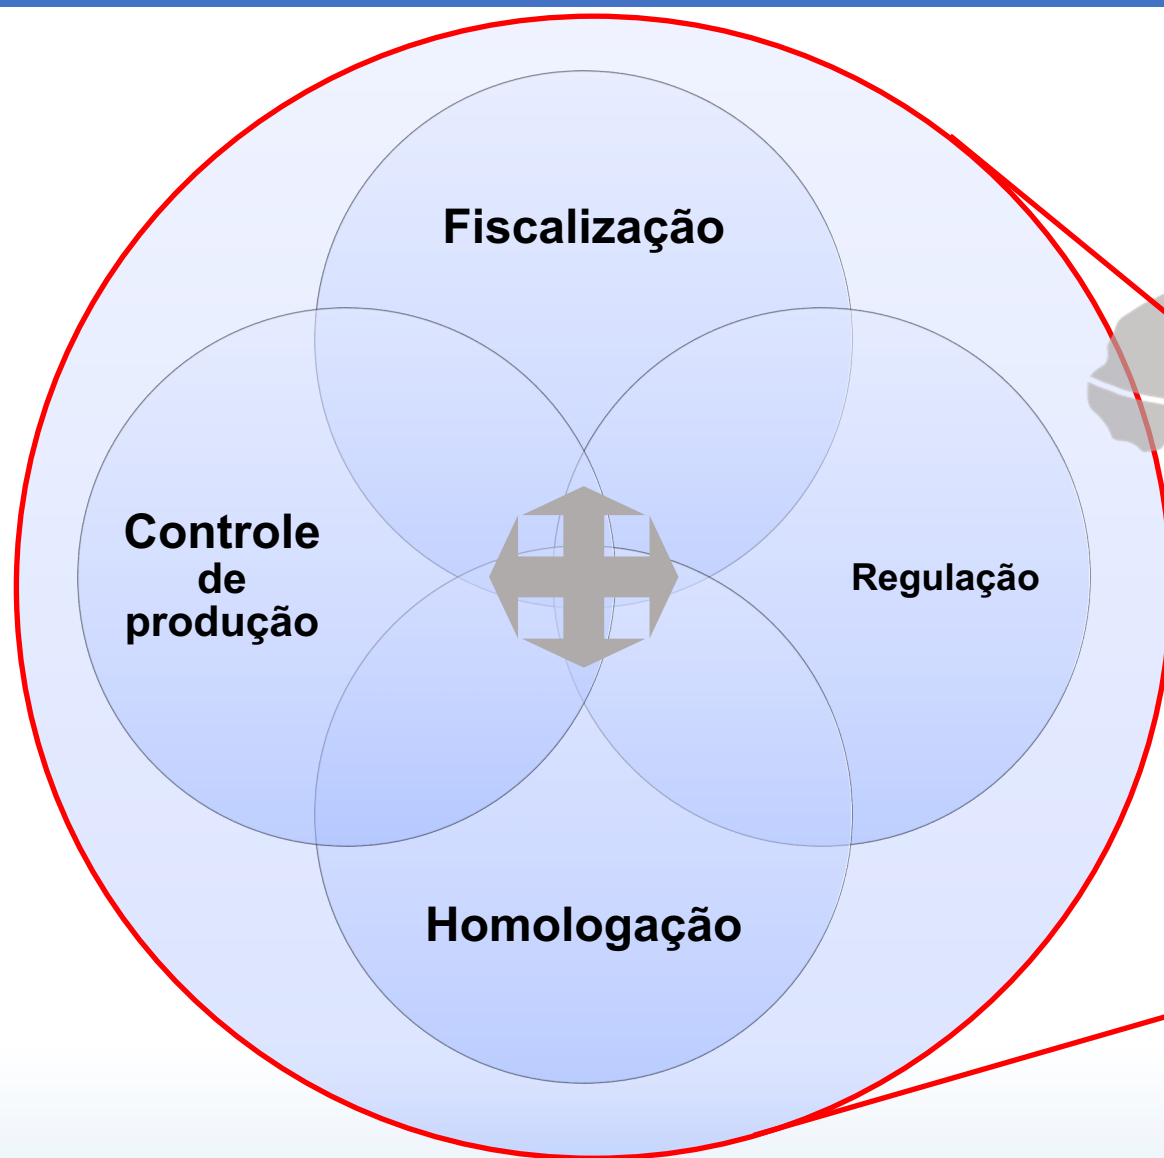 Fiscalização
Controle
de
produção
Regulação
Homologação